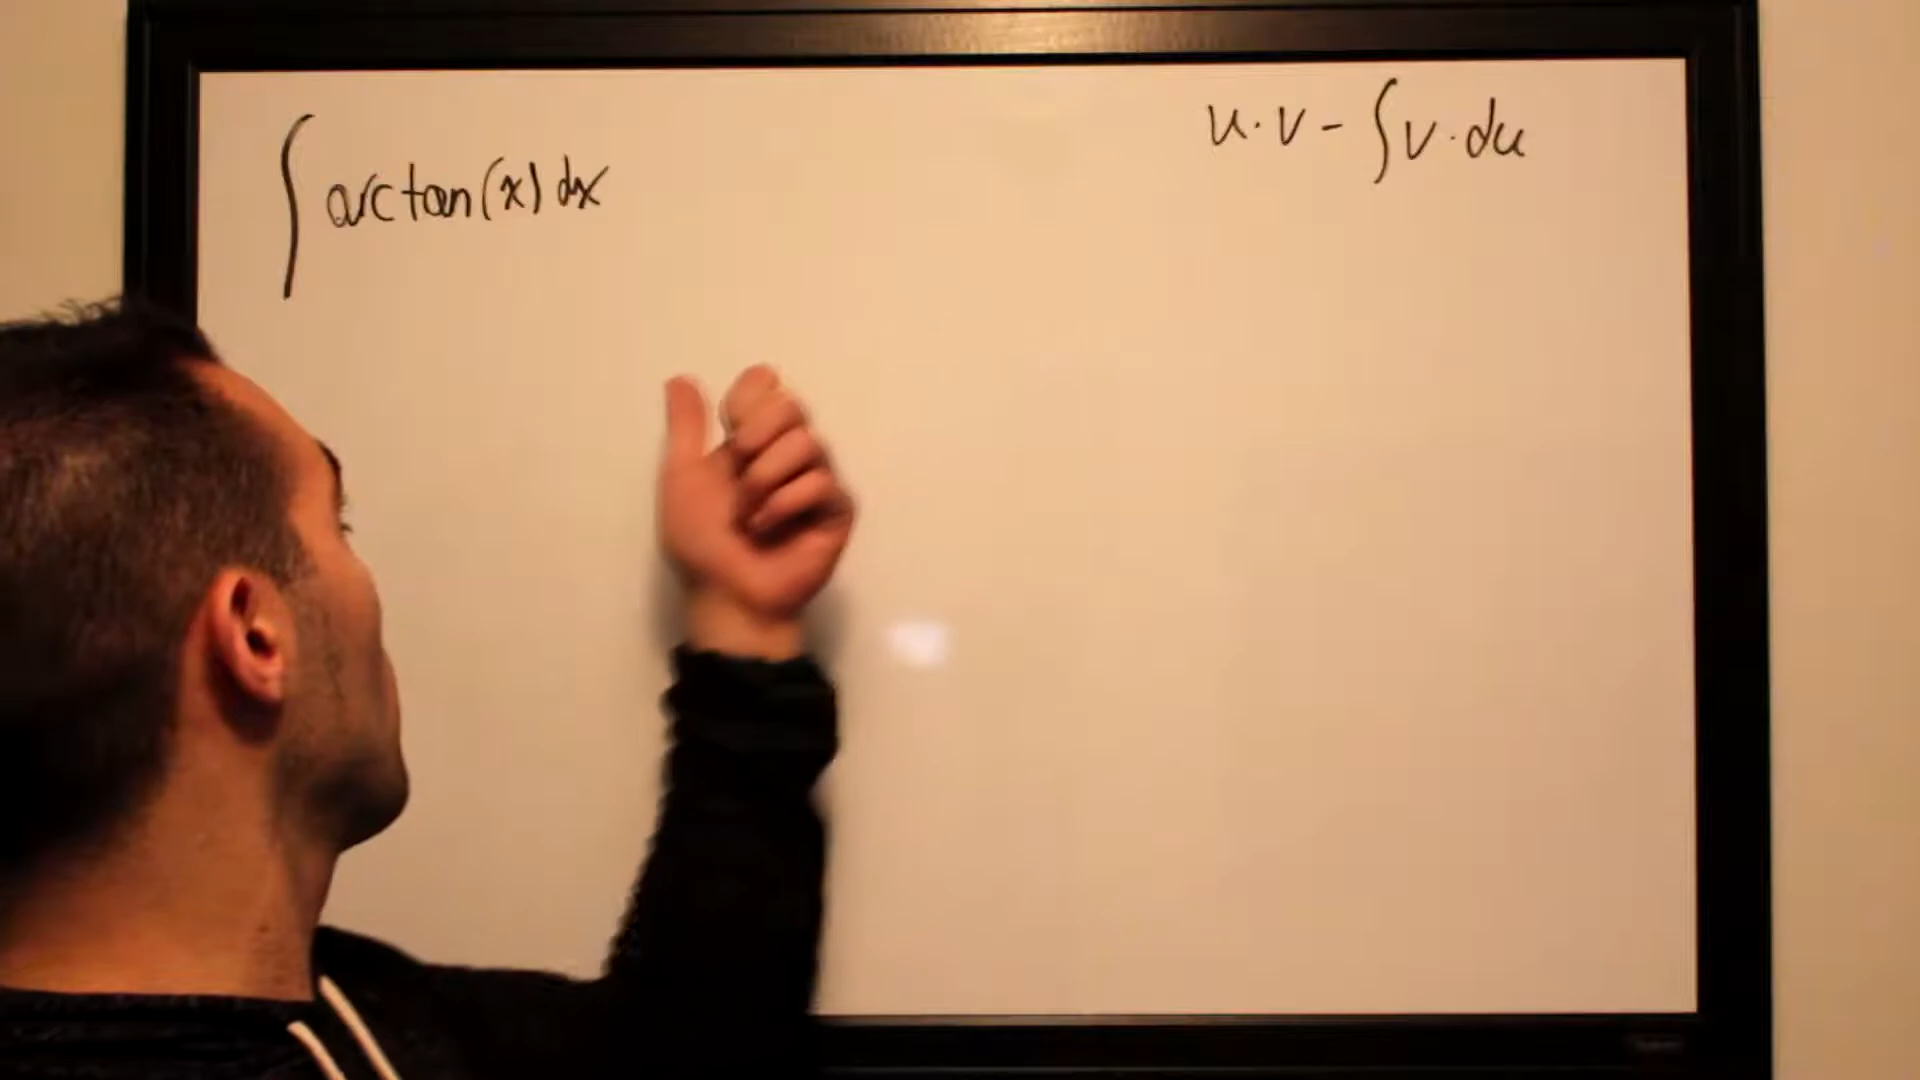 ∫ arctan(x) dx
u·v - ∫v·du